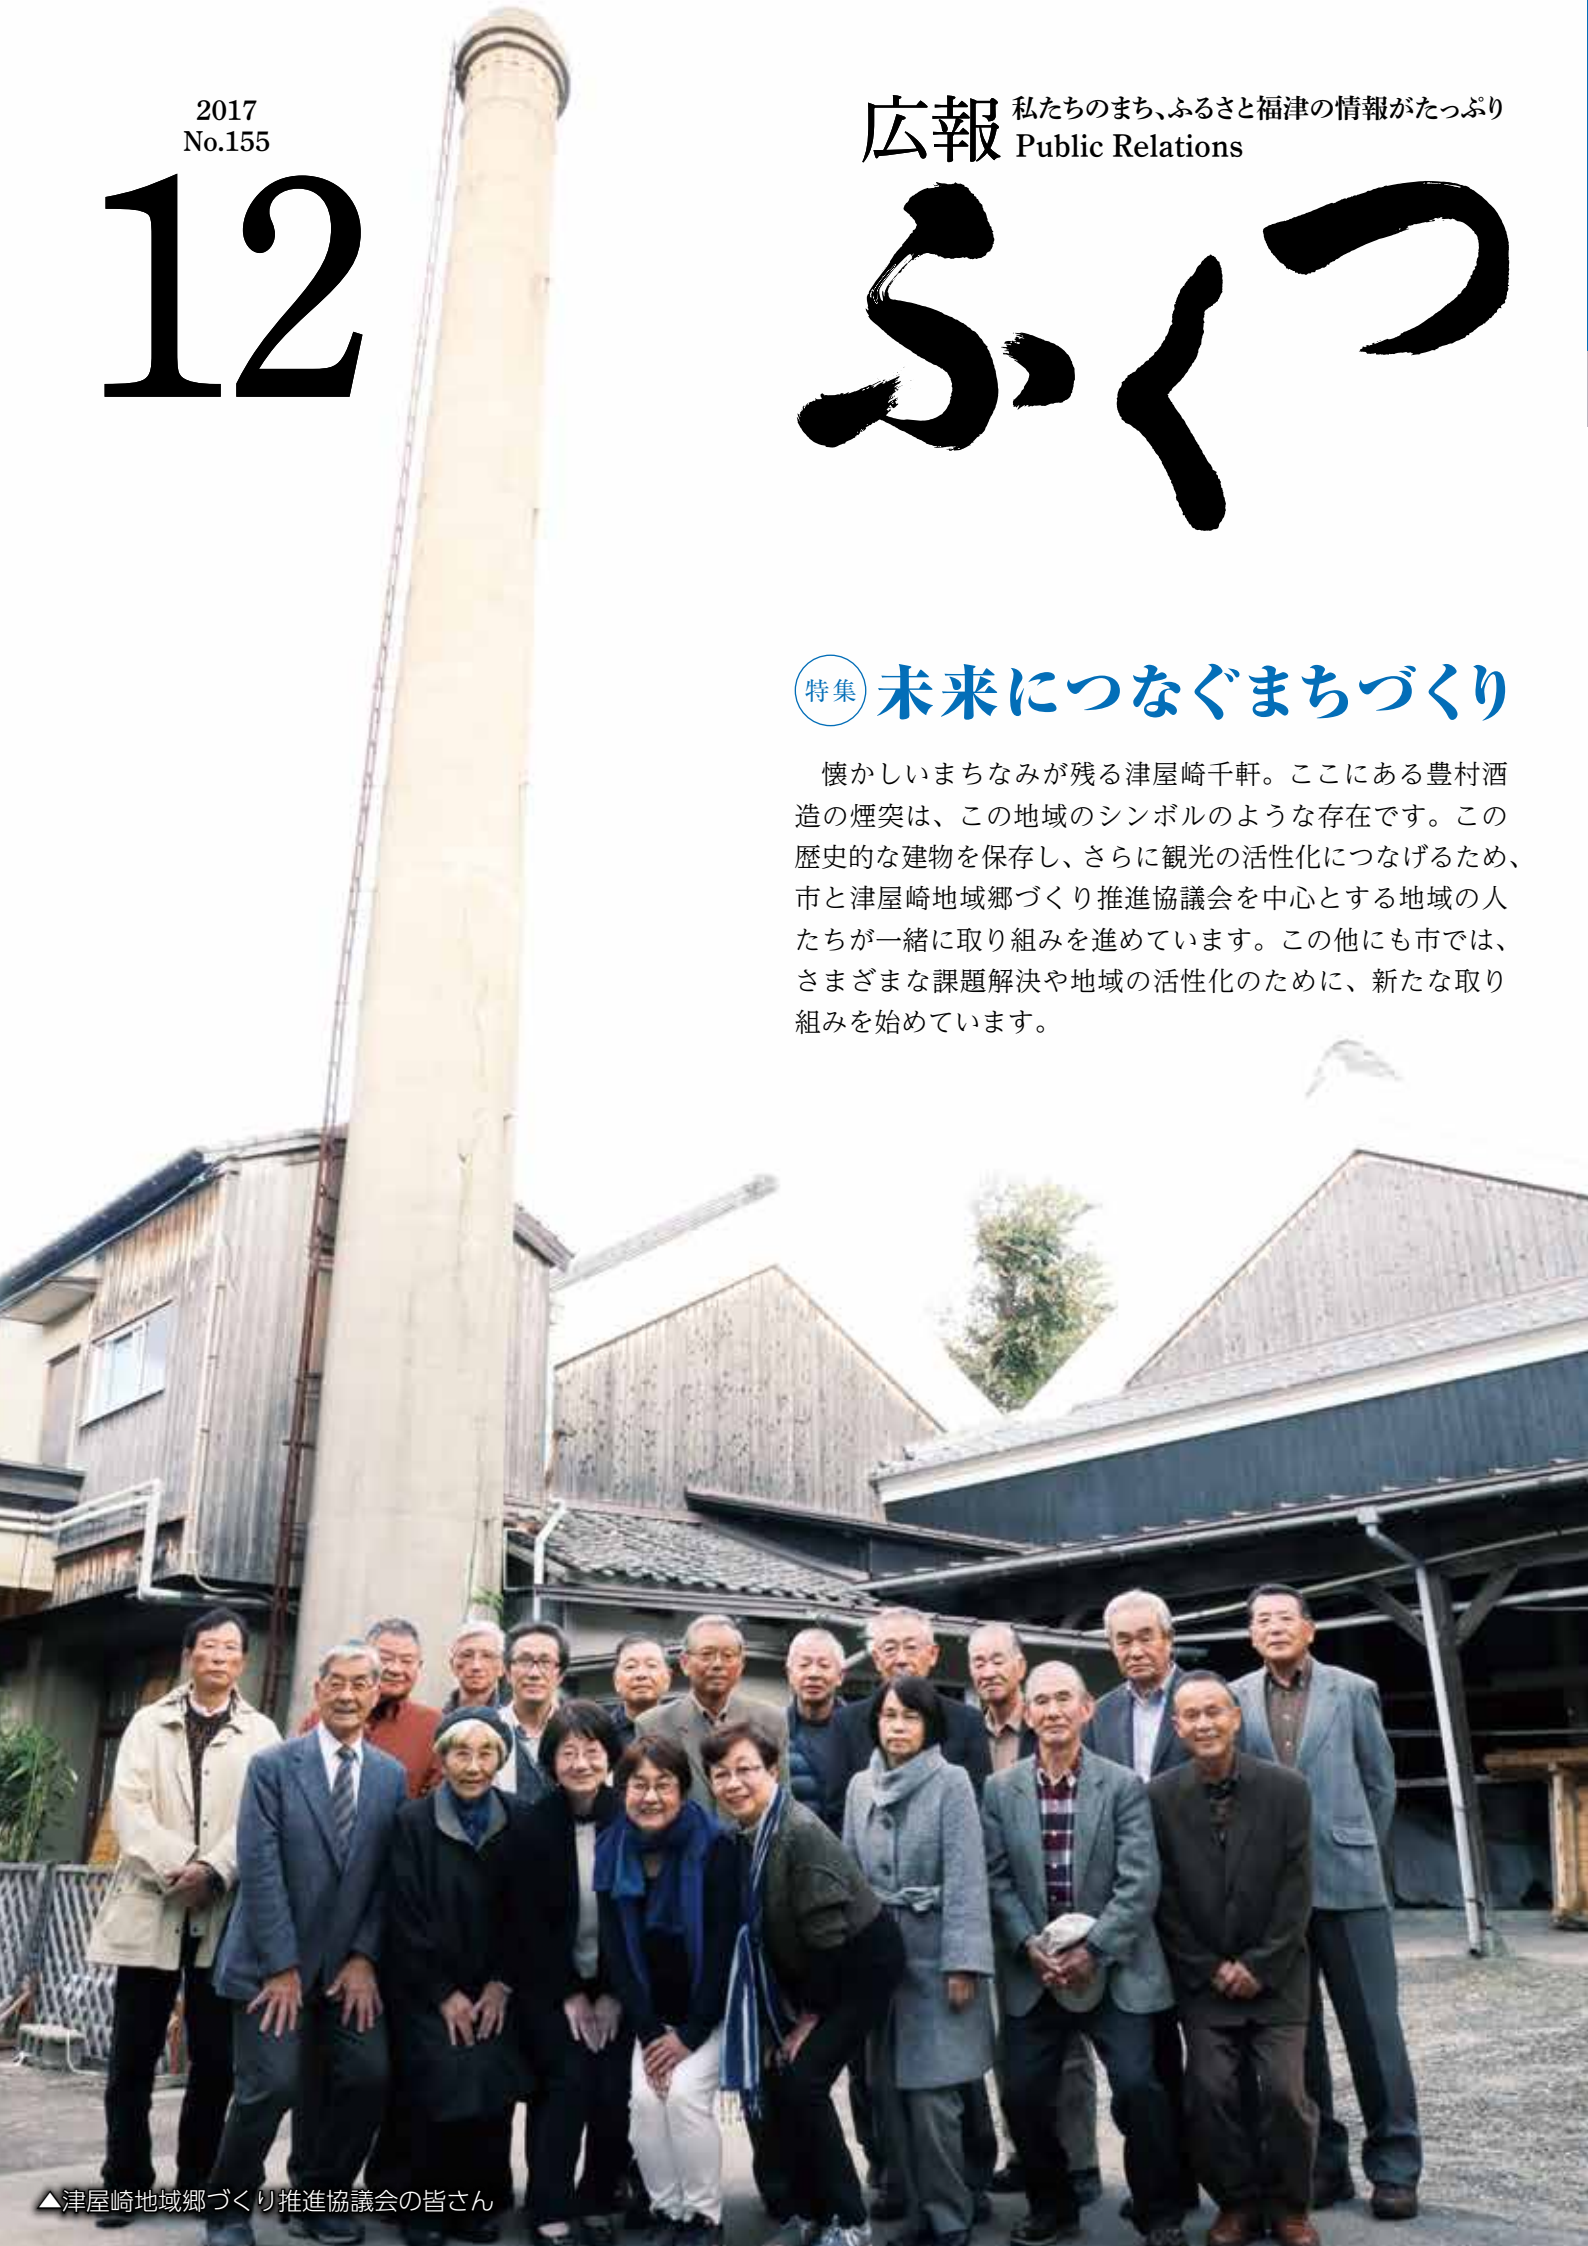 2017
No.155
12
広報
私たちのまち、ふるさと福津の情報がたっぷり
Public Relations
ふくつ
特集
未来につなぐまちづくり
懐かしいまちなみが残る津屋崎千軒。ここにある豊村酒
造の煙突は、この地域のシンボルのような存在です。この
歴史的な建物を保存し、さらに観光の活性化につなげるため、
市と津屋崎地域郷づくり推進協議会を中心とする地域の人
たちが一緒に取り組みを進めています。この他にも市では、
さまざまな課題解決や地域の活性化のために、新たな取り
組みを始めています。
▲津屋崎地域郷づくり推進協議会の皆さん